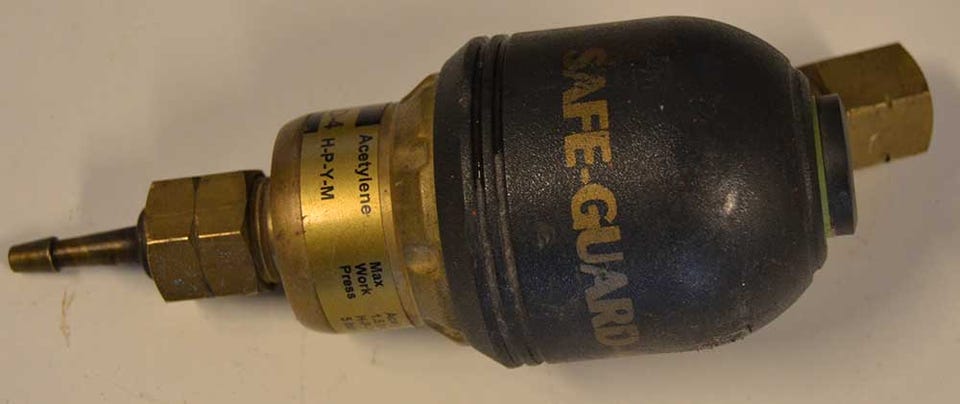 SAFE-GUARD
Acetylene
H-P-Y-M
Max
Work
Press